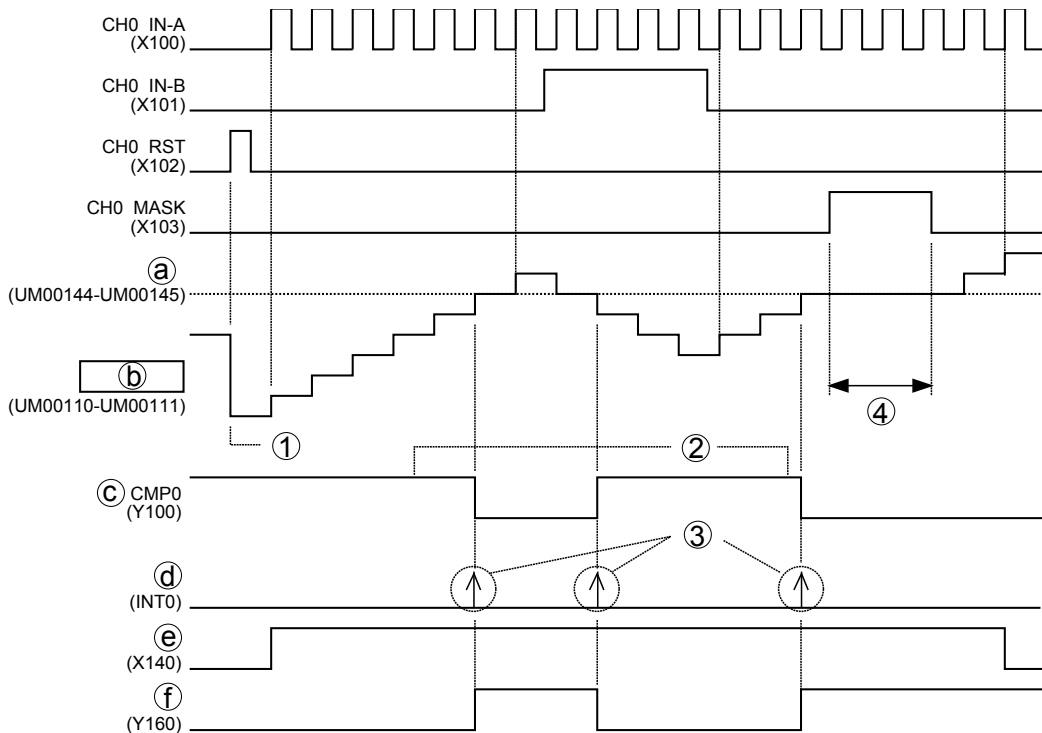 CH0 IN-A
(X100)
CH0 IN-B
(X101)
CH0 RST
(X102)
CH0 MASK
(X103)
ⓐ
(UM00144-UM00145)
ⓑ
(UM00110-UM00111)
①
②
④
ⓒ CMP0
(Y100)
③
ⓓ
(INT0)
ⓔ
(X140)
ⓕ
(Y160)